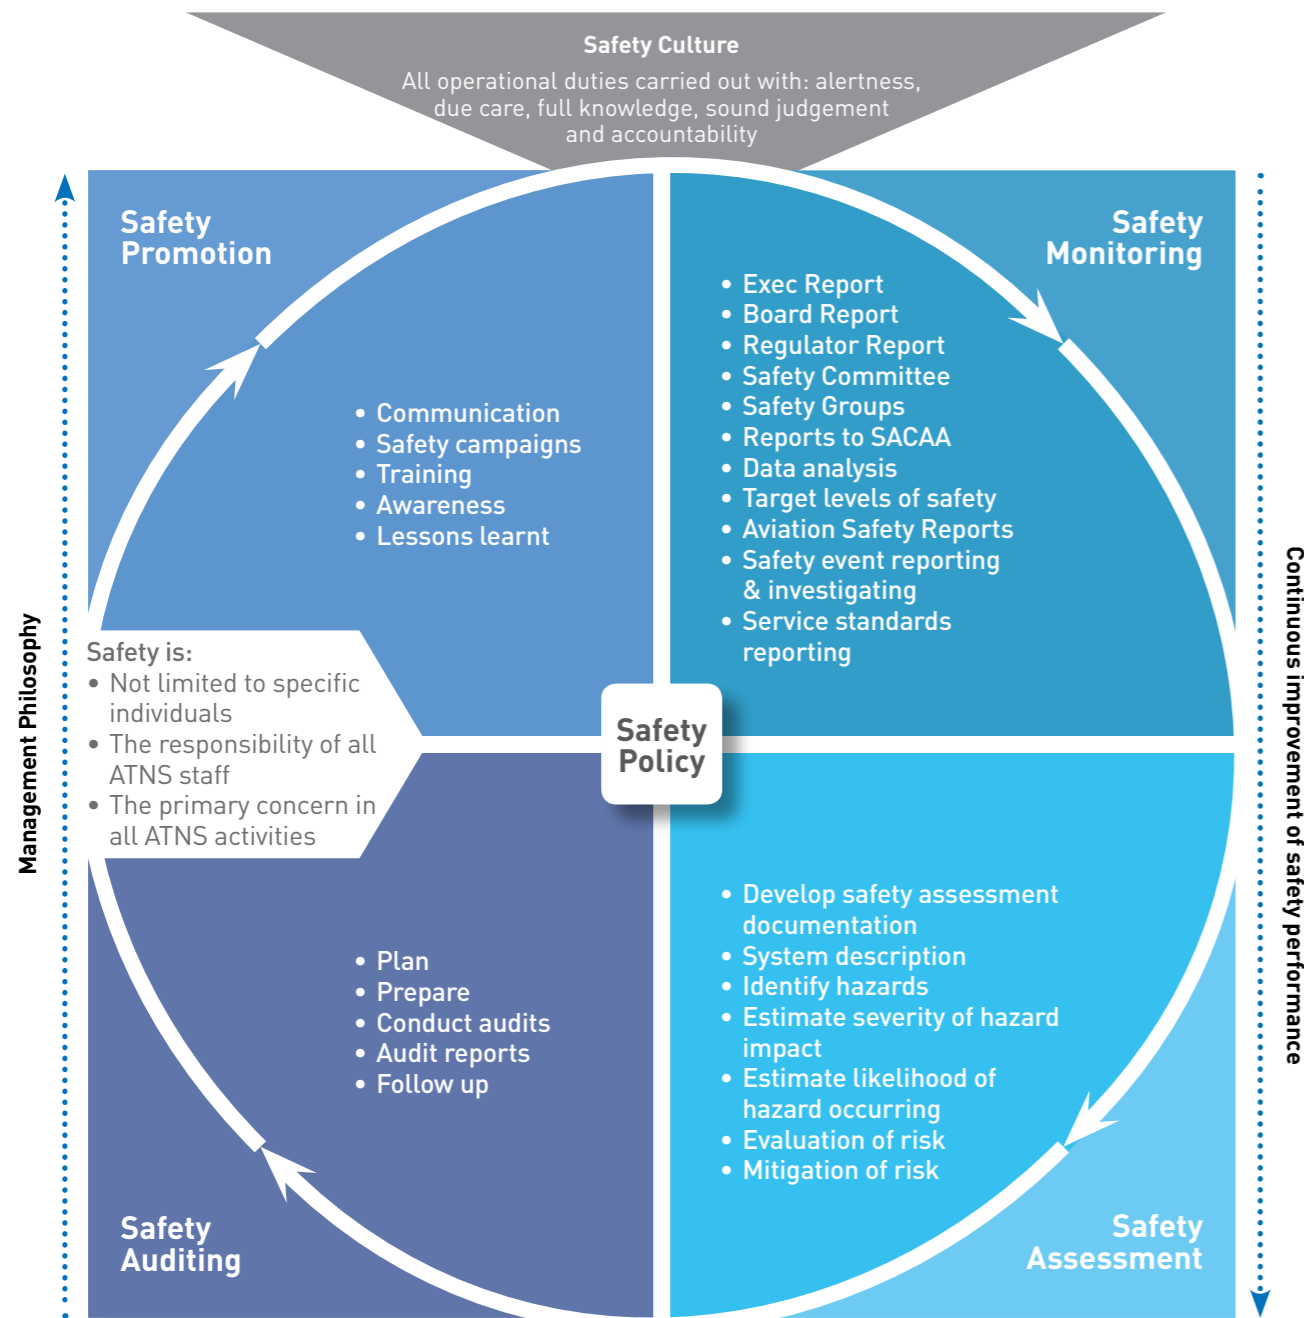 Safety Culture
All operational duties carried out with: alertness,
due care, full knowledge, sound judgement
and accountability
Safety
Promotion
• Communication
• Safety campaigns
• Training
• Awareness
• Lessons learnt
Safety
Monitoring
• Exec Report
• Board Report
• Regulator Report
• Safety Committee
• Safety Groups
• Reports to SACAA
• Data analysis
• Target levels of safety
• Aviation Safety Reports
• Safety event reporting
& investigating
• Service standards
reporting
Management Philosophy
Safety is:
• Not limited to specific
individuals
• The responsibility of all
ATNS staff
• The primary concern in
all ATNS activities
Safety
Policy
Continuous improvement of safety performance
• Plan
• Prepare
• Conduct audits
• Audit reports
• Follow up
Safety
Auditing
• Develop safety assessment
documentation
• System description
• Identify hazards
• Estimate severity of hazard
impact
• Estimate likelihood of
hazard occurring
• Evaluation of risk
• Mitigation of risk
Safety
Assessment